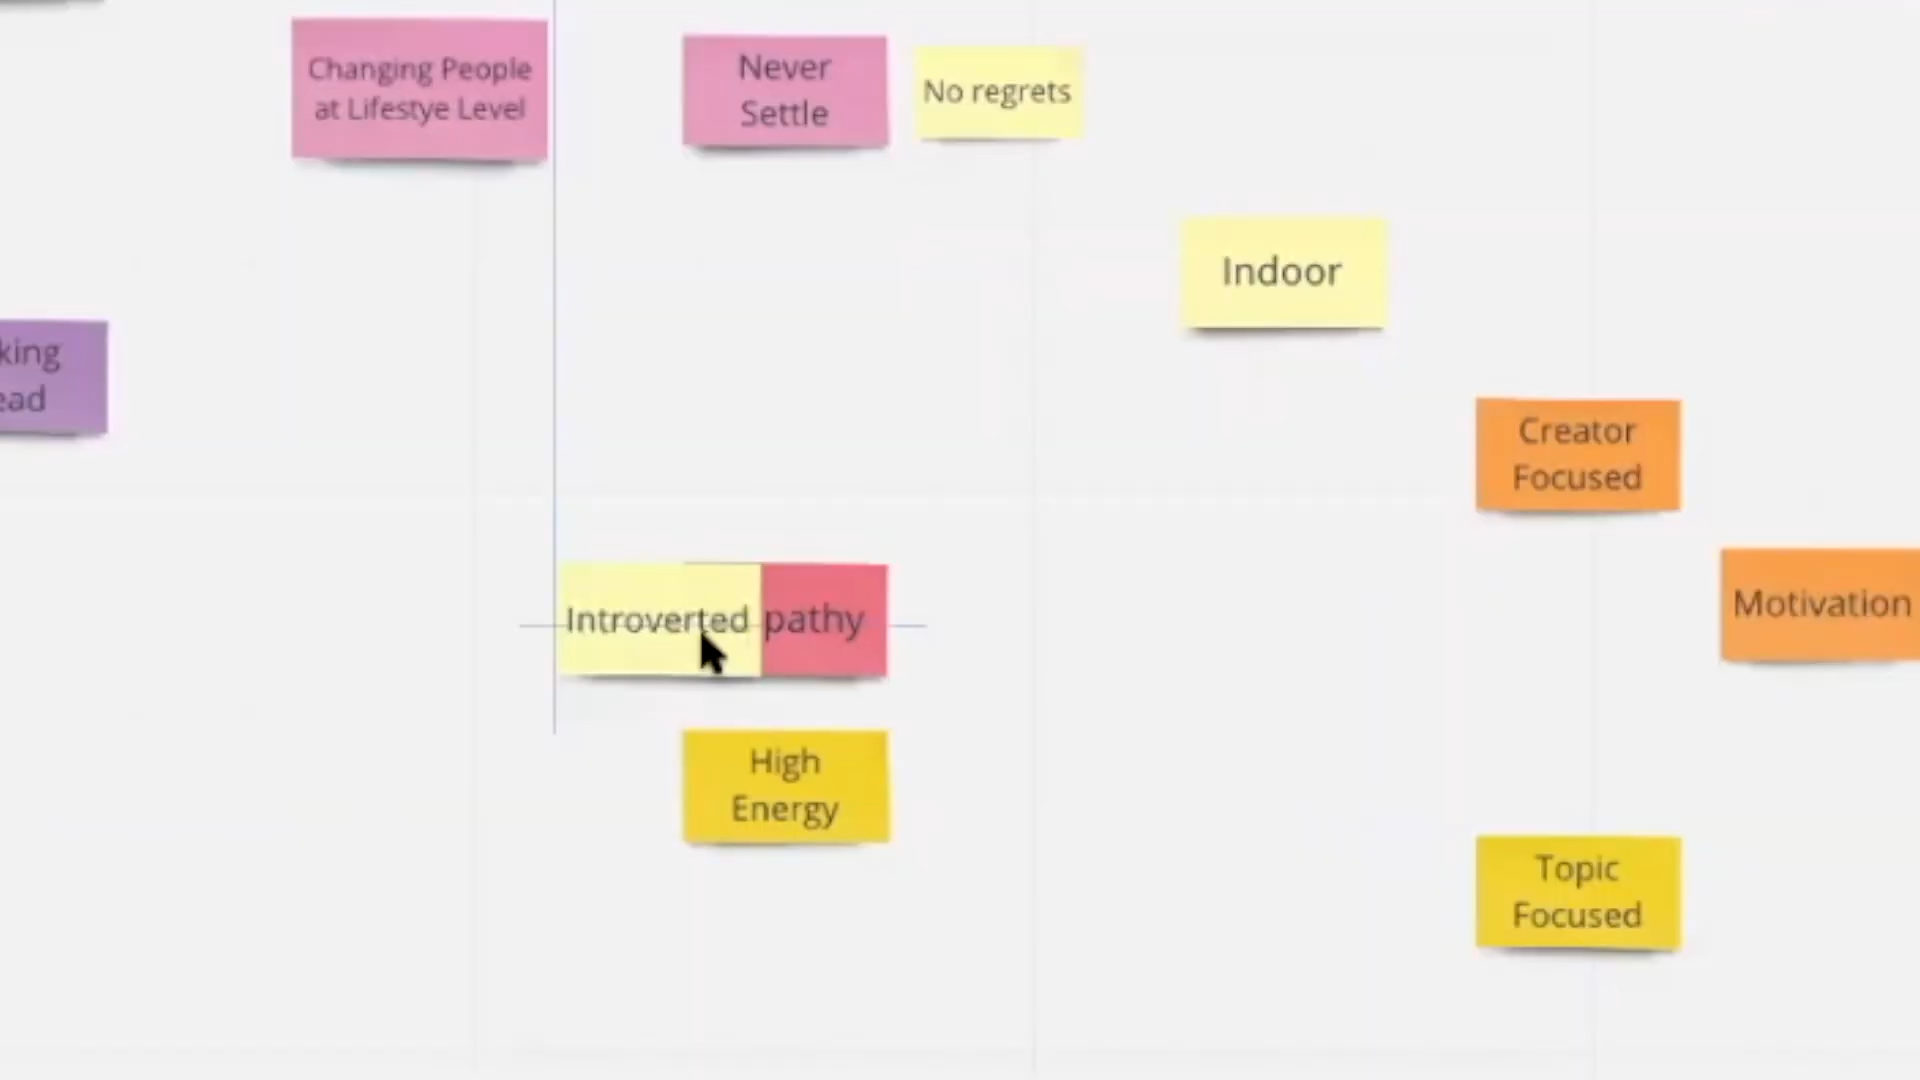 Changing People
at Lifestye Level
Never
Settle
No regrets
Indoor
king
ead
Creator
Focused
Introverted
pathy
Motivation
High
Energy
Topic
Focused